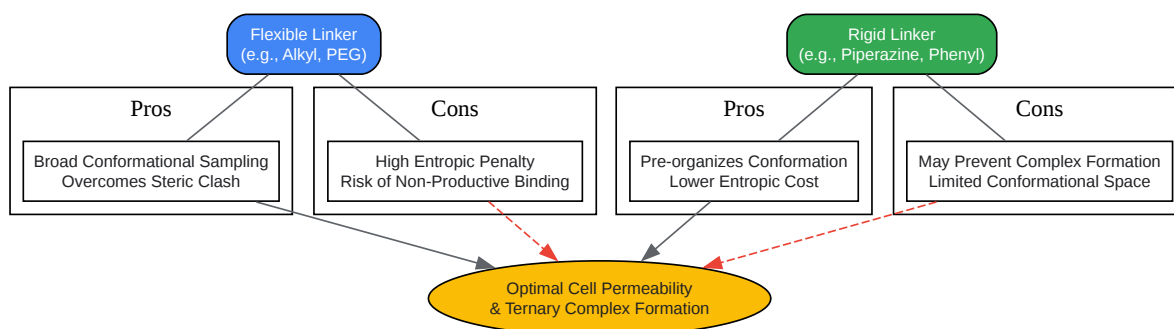 Flexible Linker
(e.g., Alkyl, PEG)
Rigid Linker
(e.g., Piperazine, Phenyl)
Pros
Cons
Pros
Cons
Broad Conformational Sampling
Overcomes Steric Clash
High Entropic Penalty
Risk of Non-Productive Binding
Pre-organizes Conformation
Lower Entropic Cost
May Prevent Complex Formation
Limited Conformational Space
Optimal Cell Permeability
& Ternary Complex Formation